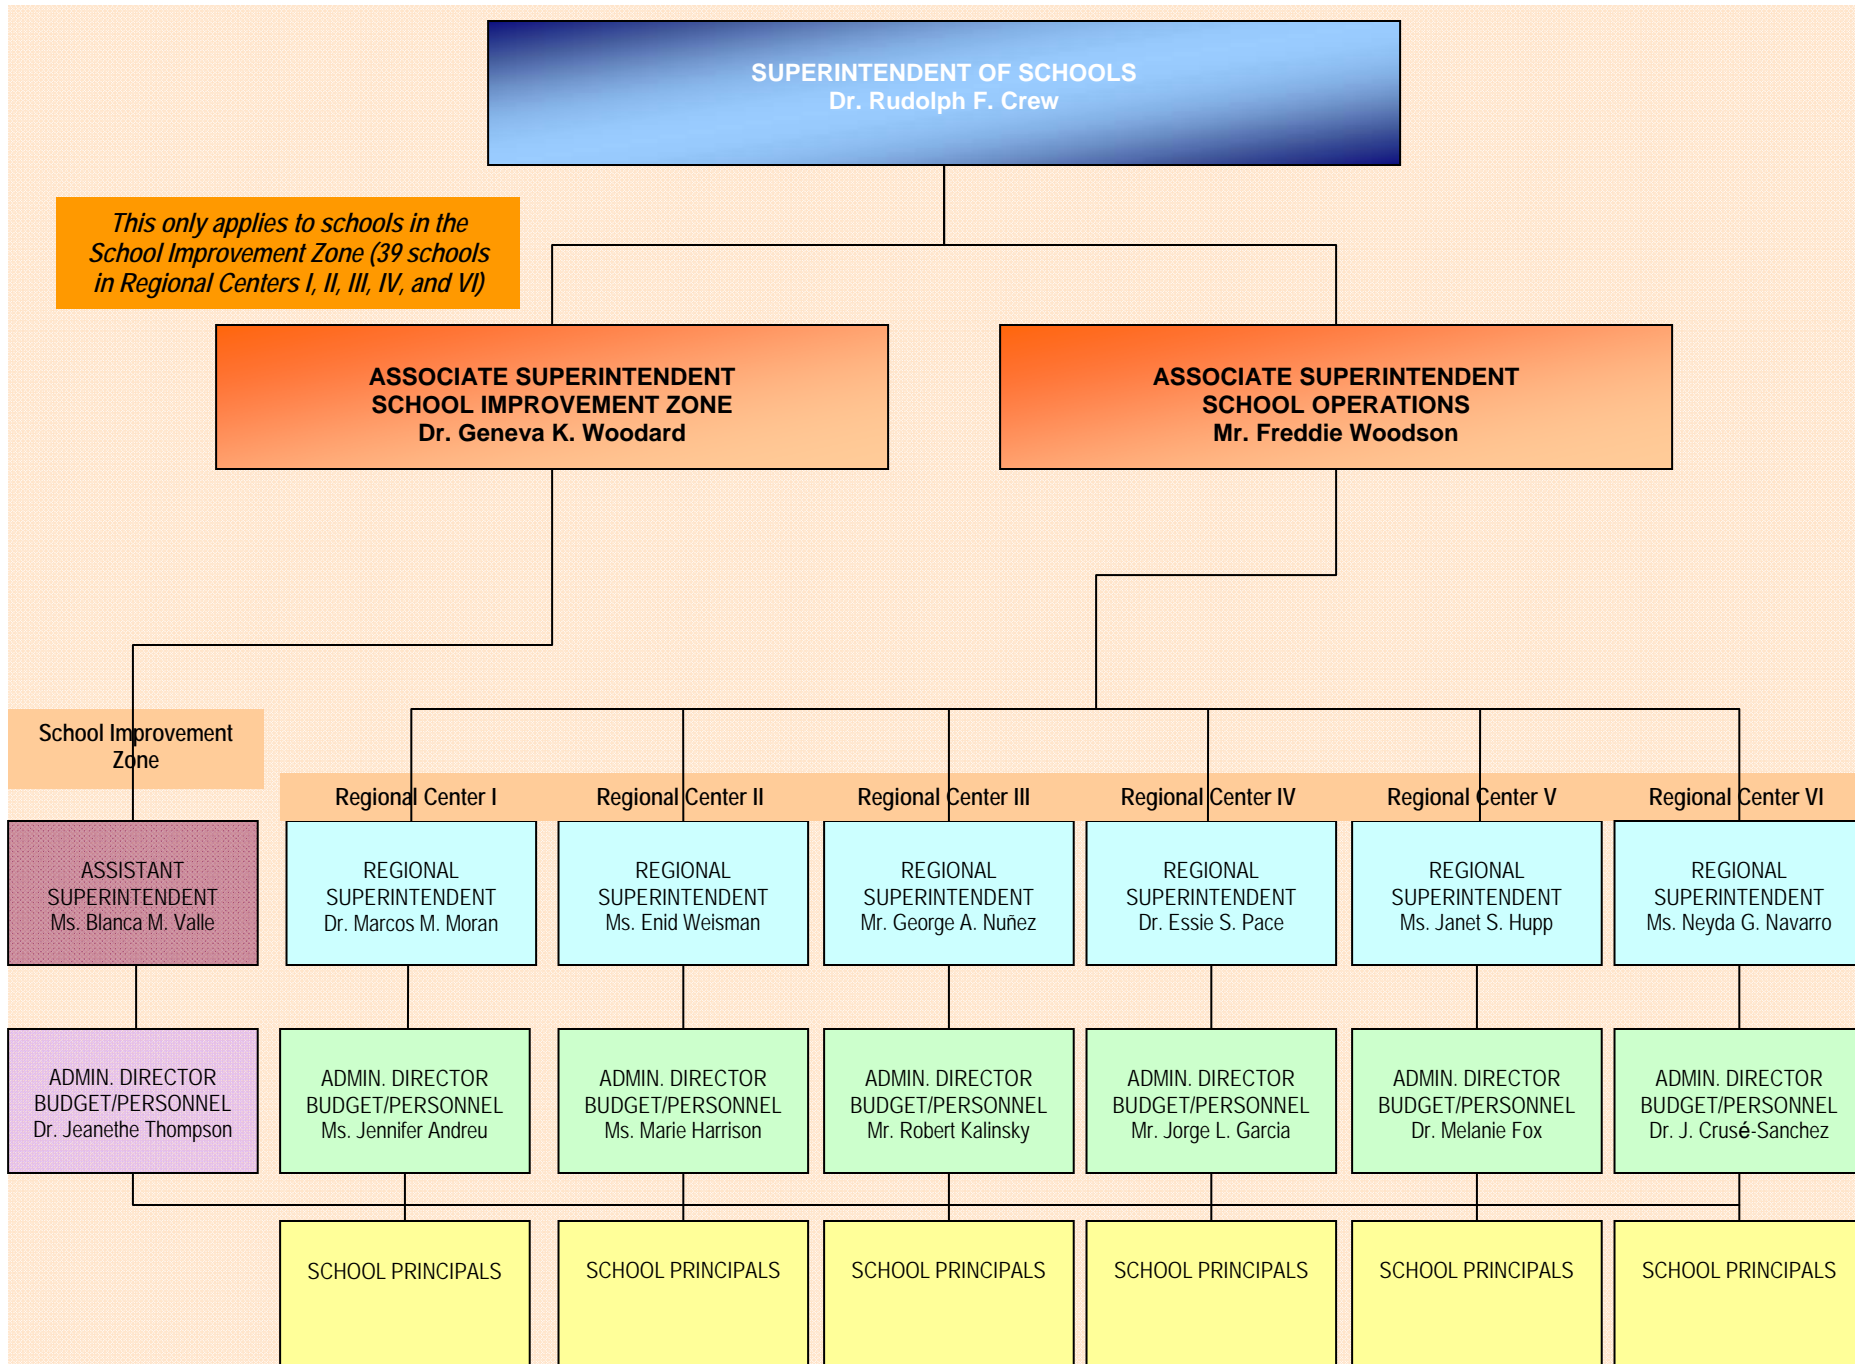 SUPERINTENDENT OF SCHOOLS
Dr. Rudolph F. Crew
This only applies to schools in the
School Improvement Zone (39 schools
in Regional Centers I, II, III, IV, and VI)
ASSOCIATE SUPERINTENDENT
SCHOOL IMPROVEMENT ZONE
Dr. Geneva K. Woodard
ASSOCIATE SUPERINTENDENT
SCHOOL OPERATIONS
Mr. Freddie Woodson
School Improvement
Zone
Regional Center I
Regional Center II
Regional Center III
Regional Center IV
Regional Center V
Regional Center VI
ASSISTANT
SUPERINTENDENT
Ms. Blanca M. Valle
REGIONAL
SUPERINTENDENT
Dr. Marcos M. Moran
REGIONAL
SUPERINTENDENT
Ms. Enid Weisman
REGIONAL
SUPERINTENDENT
Mr. George A. Nuñez
REGIONAL
SUPERINTENDENT
Dr. Essie S. Pace
REGIONAL
SUPERINTENDENT
Ms. Janet S. Hupp
REGIONAL
SUPERINTENDENT
Ms. Neyda G. Navarro
ADMIN. DIRECTOR
BUDGET/PERSONNEL
Dr. Jeanethe Thompson
ADMIN. DIRECTOR
BUDGET/PERSONNEL
Ms. Jennifer Andreu
ADMIN. DIRECTOR
BUDGET/PERSONNEL
Ms. Marie Harrison
ADMIN. DIRECTOR
BUDGET/PERSONNEL
Mr. Robert Kalinsky
ADMIN. DIRECTOR
BUDGET/PERSONNEL
Mr. Jorge L. Garcia
ADMIN. DIRECTOR
BUDGET/PERSONNEL
Dr. Melanie Fox
ADMIN. DIRECTOR
BUDGET/PERSONNEL
Dr. J. Crusé-Sanchez
SCHOOL PRINCIPALS
SCHOOL PRINCIPALS
SCHOOL PRINCIPALS
SCHOOL PRINCIPALS
SCHOOL PRINCIPALS
SCHOOL PRINCIPALS